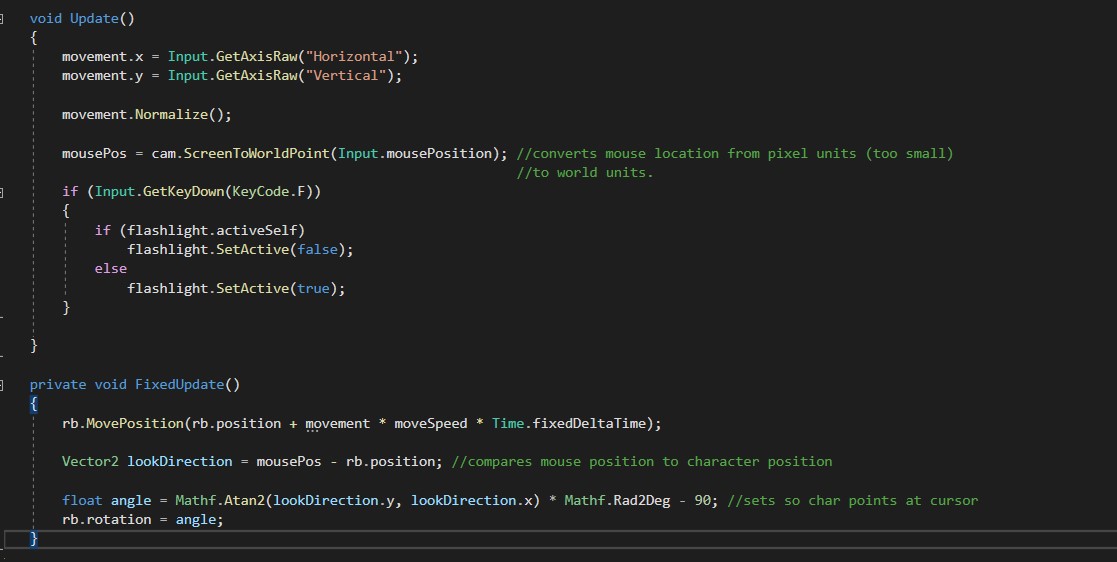 void Update()
{
movement.x = Input.GetAxisRaw("Horizontal");
movement.y = Input.GetAxisRaw("Vertical");
movement.Normalize();
mousePos = cam.ScreenToWorldPoint(Input.mousePosition); //converts mouse location from pixel units (too small)
//to world units.
if (Input.GetKeyDown(KeyCode.F))
{
if (flashlight.activeSelf)
flashlight.SetActive(false);
else
flashlight.SetActive(true);
}
}
private void FixedUpdate()
{
rb.MovePosition(rb.position + movement * moveSpeed * Time.fixedDeltaTime);
Vector2 lookDirection = mousePos - rb.position; //compares mouse position to character position
float angle = Mathf.Atan2(lookDirection.y, lookDirection.x) * Mathf.Rad2Deg - 90; //sets so char points at cursor
rb.rotation = angle;
}